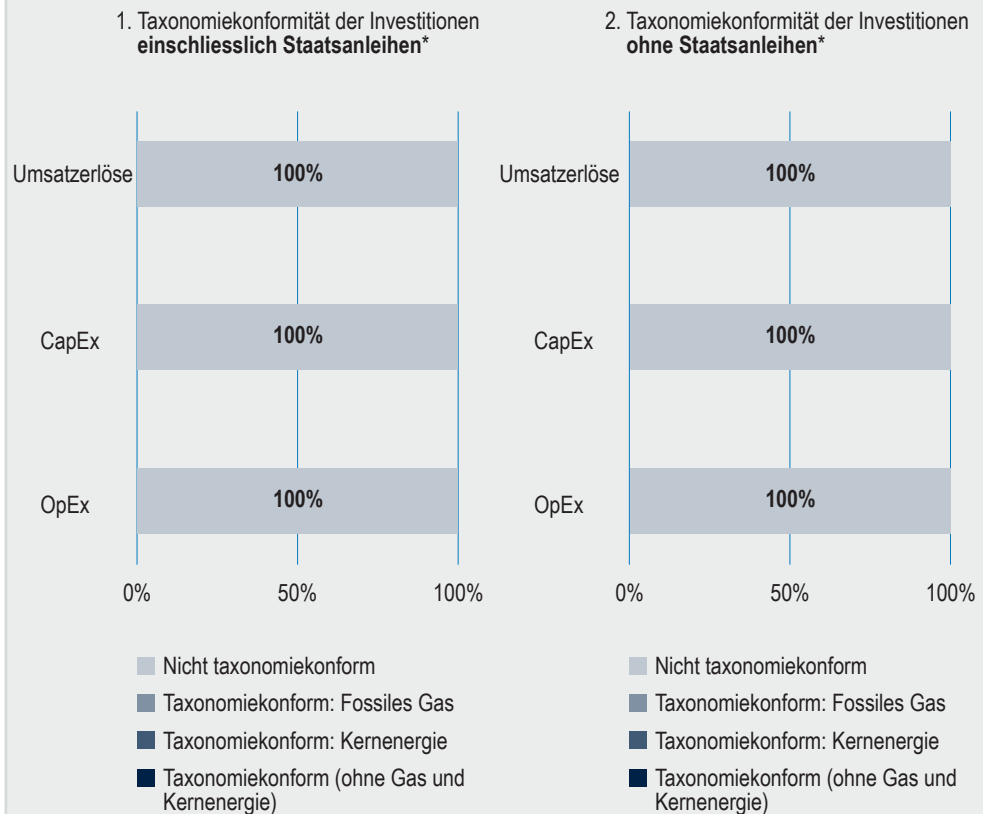 1. Taxonomiekonformität der Investitionen
einschliesslich Staatsanleihen*
Umsatzerlöse
100%
CapEx
100%
OpEx
100%
0% 50% 100%
Nicht taxonomiekonform
Taxonomiekonform: Fossiles Gas
Taxonomiekonform: Kernenergie
Taxonomiekonform (ohne Gas und
Kernenergie)
2. Taxonomiekonformität der Investitionen
ohne Staatsanleihen*
Umsatzerlöse
100%
CapEx
100%
OpEx
100%
0% 50% 100%
Nicht taxonomiekonform
Taxonomiekonform: Fossiles Gas
Taxonomiekonform: Kernenergie
Taxonomiekonform (ohne Gas und
Kernenergie)